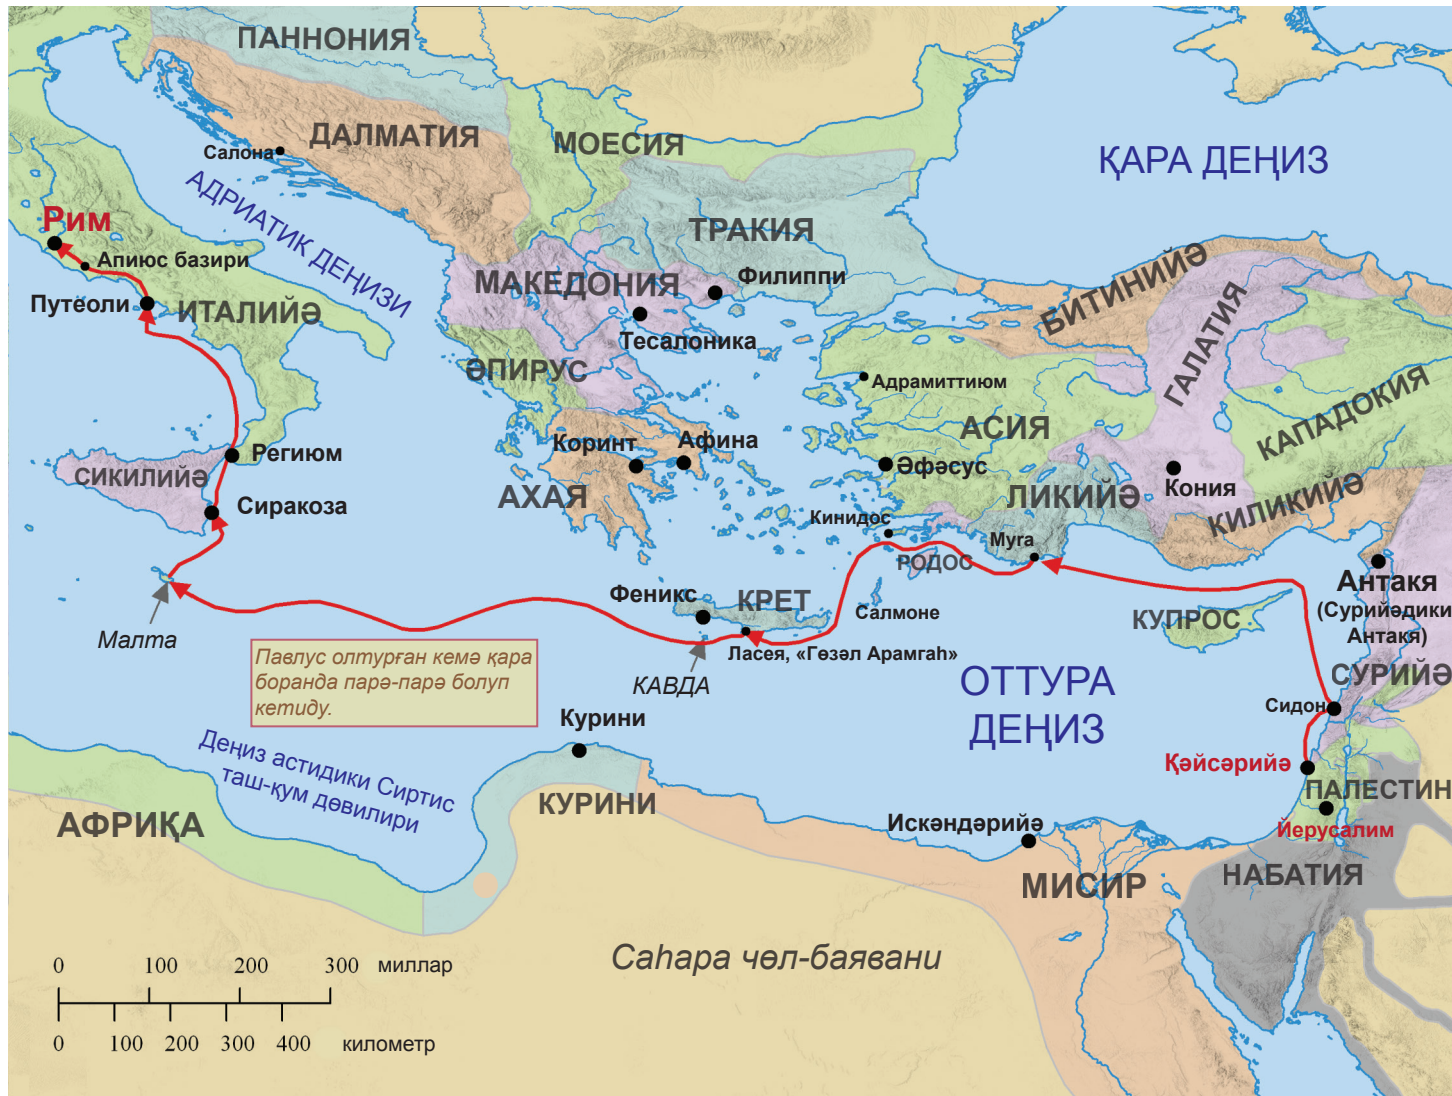 ПАННОНИЯ
ДАЛМАТИЯ
МОЕСИЯ
Салона
ҚАРА ДЕҢИЗ
АДРИАТИК ДЕҢИЗИ
Рим
Апиюс базири
ТРАКИЯ
БИТИНИЙӘ
МАКЕДОНИЯ
Филиппи
Путеоли
ИТАЛИЙӘ
ГАЛАТИЯ
Тесалоника
ӘПИРУС
Адрамиттиюм
КАПАДОҚИЯ
АСИЯ
Коринт
Афина
Региюм
Әфәсус
СИКИЛИЙӘ
Кония
АХАЯ
ЛИКИЙӘ
КИЛИКИЙӘ
Сиракоза
Кинидос
Myra
РОДОС
Антакя
(Сурийәдики
Антакя)
Феникс
КРЕТ
Салмоне
КУПРОС
Малта
Ласея, «Гөзәл Арамгаһ»
Павлус олтурған кемә қара
боранда парә-парә болуп
кетиду.
КАВДА
ОТТУРА
ДЕҢИЗ
СУРИЙӘ
Сидон
Курини
Деңиз астидики Сиртис
таш-қум дөвилири
Қәйсәрийә
ПАЛЕСТИН
КУРИНИ
АФРИҚА
Искәндәрийә
Йерусалим
МИСИР
НАБАТИЯ
Саһара чөл-баявани
0 100 200 300 миллар
0 100 200 300 400 километр